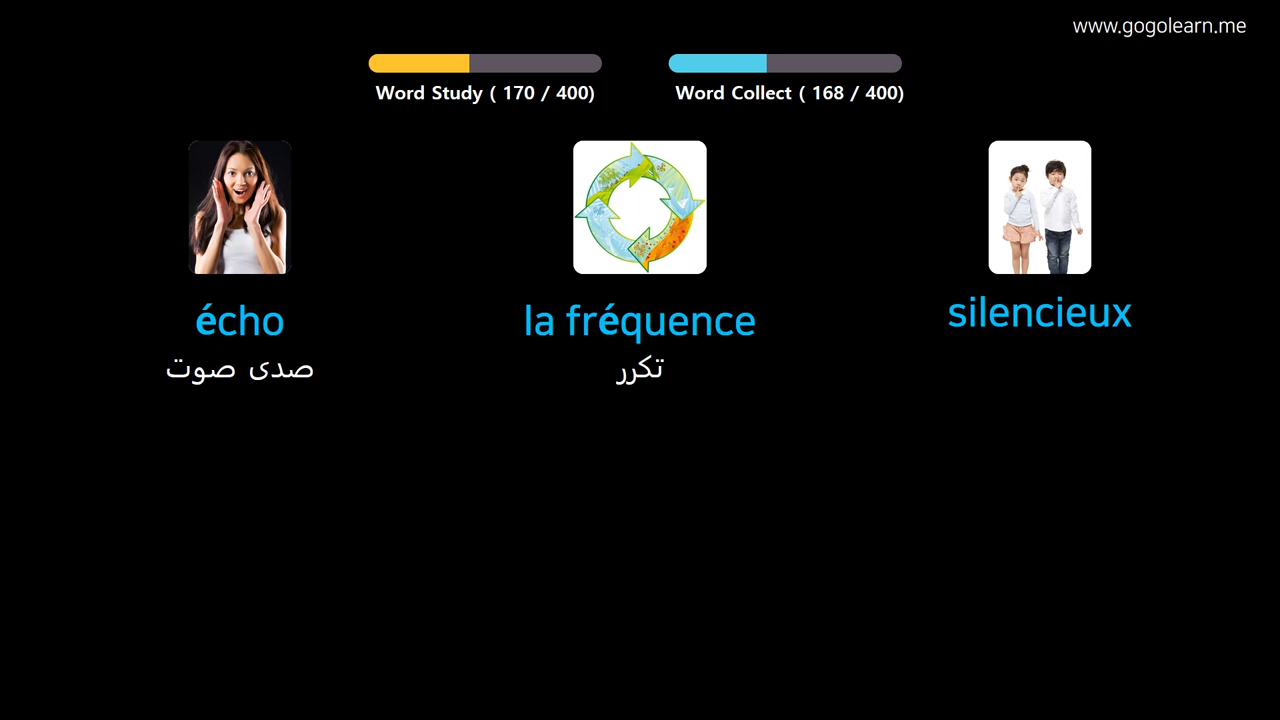 www.gogolearn.me
Word Study ( 170 / 400)
Word Collect ( 168 / 400)
écho
la fréquence
silencieux
صدى صوت
تكرر